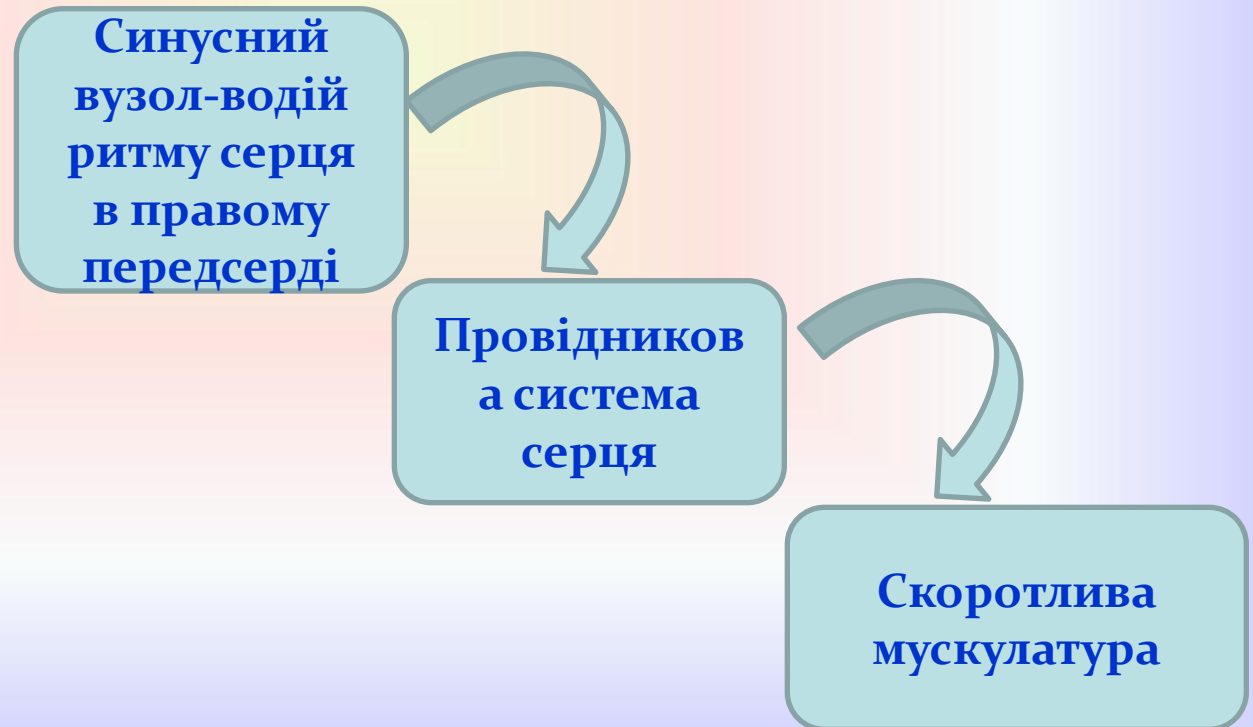 Синусний
вузол-водій
ритму серця
в правому
передсерді
Провідников
а система
серця
Скоротлива
мускулатура